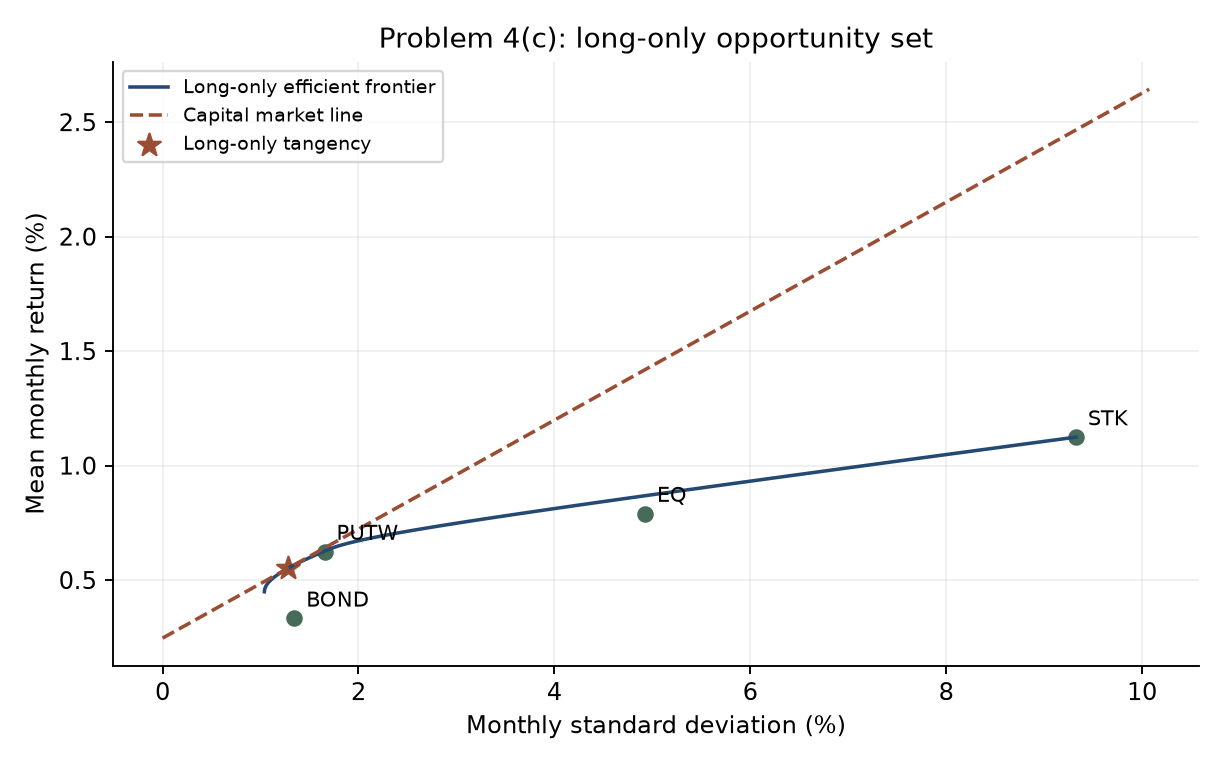 Problem 4(c): long-only opportunity set
Long-only efficient frontier
Capital market line
Long-only tangency
Mean monthly return (%)
2.5
2.0
1.5
1.0
0.5
STK
EQ
PUTW
BOND
0 2 4 6 8 10
Monthly standard deviation (%)